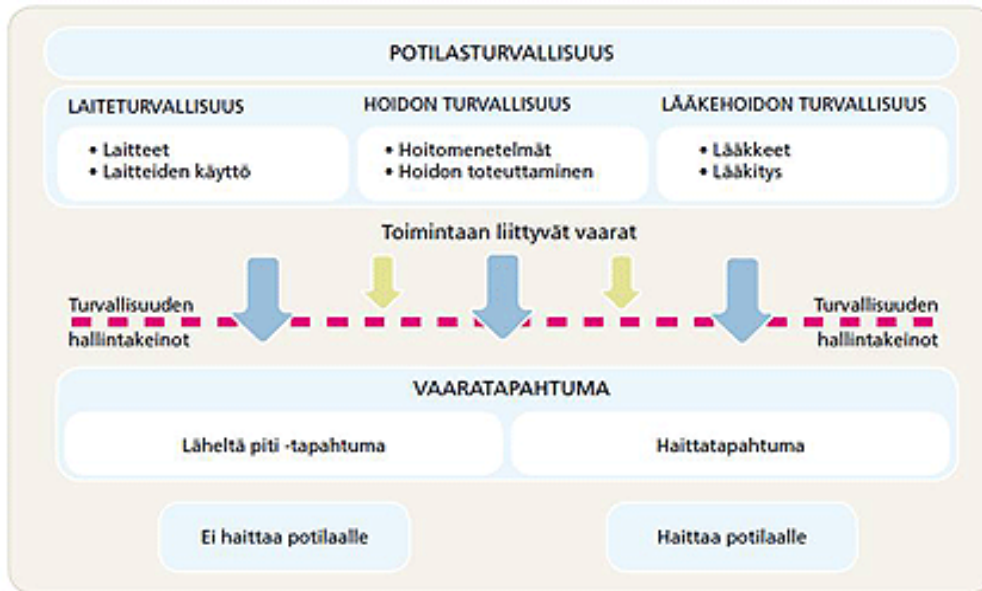 POTILASTURVALLISUUS
LAITETURVALLISUUS
• Laitteet
• Laitteiden käyttö
HOIDON TURVALLISUUS
• Hoitomenetelmät
• Hoidon toteuttaminen
LÄÄKEHOIDON TURVALLISUUS
• Lääkkeet
• Lääkitys
Toimintaan liittyvät vaarat
Turvallisuuden
hallintakeinot
Turvallisuuden
hallintakeinot
VAARATAPAHTUMA
Läheltä piti -tapahtuma
Haittatapahtuma
Ei haittaa potilaalle
Haittaa potilaalle